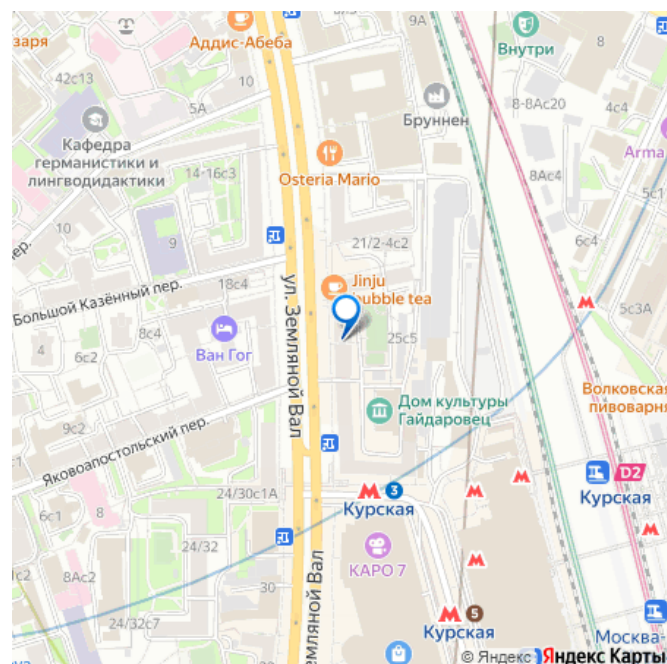 заря
Аддис-Абеба
Внутри
8
42с13
10
5А
8-8Ас20
4с4
Бруннен
Кафедра
германистики и
лингводидактики
14-16с3
Osteria Mario
8Ас4
Arma
5с1
10
пер.
9
21/2-4с2
6с4
Большой Казённый пер.
18с4
ул. Земляной Вал
Jinju
bubble tea
5с3А
8с4
6с2
4
Ван Гог
25с5
Волковская
пивоварня
Дом культуры
Гайдаровец
9с2
Яковоапостольский пер.
24/30с1А
3
Курская
D2
Курская
6с1
8
24/32
КАРО 7
8Ас2
30
Земляной Вал
24/32с7
5
Курская
Москва-
© Яндекс
Яндекс Карты